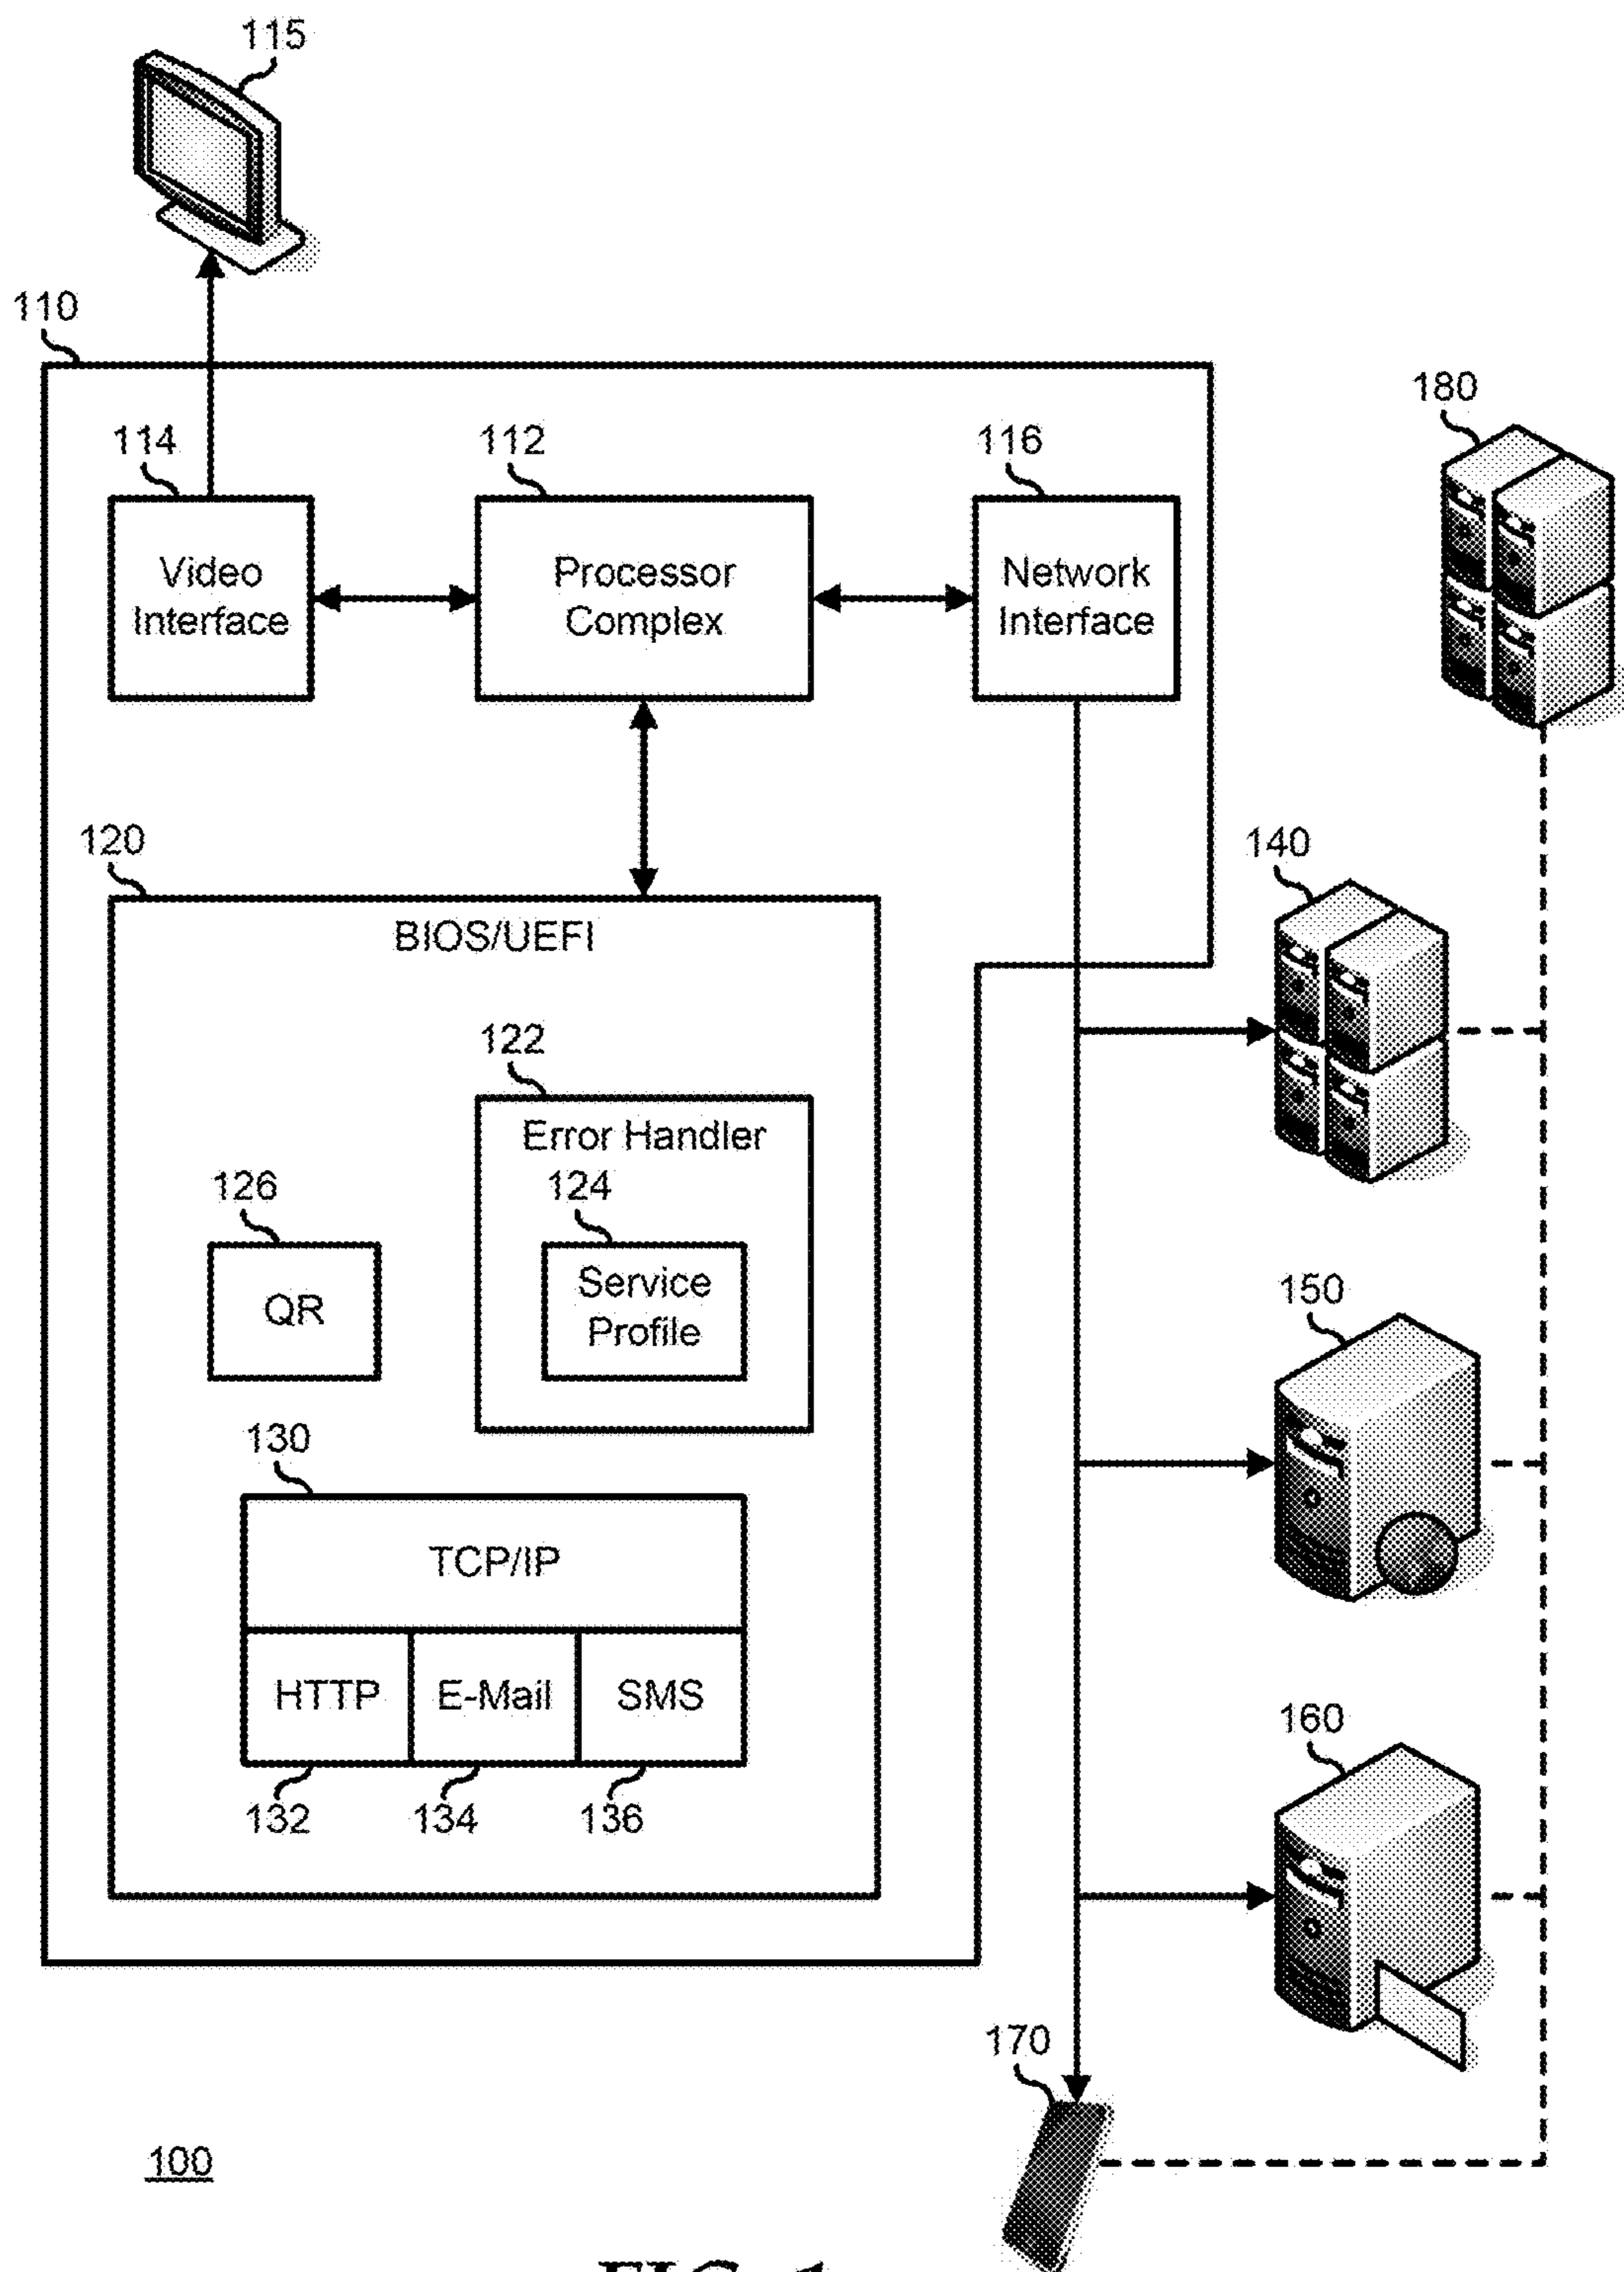 115
110
180
114
112
116
Video
Interface
Processor
Complex
Network
Interface
120
140
BIOS/UEFI
122
Error Handler
126
124
QR
Service
Profile
150
130
TCP/IP
HTTP
E-Mail
SMS
132
134
136
160
170
100